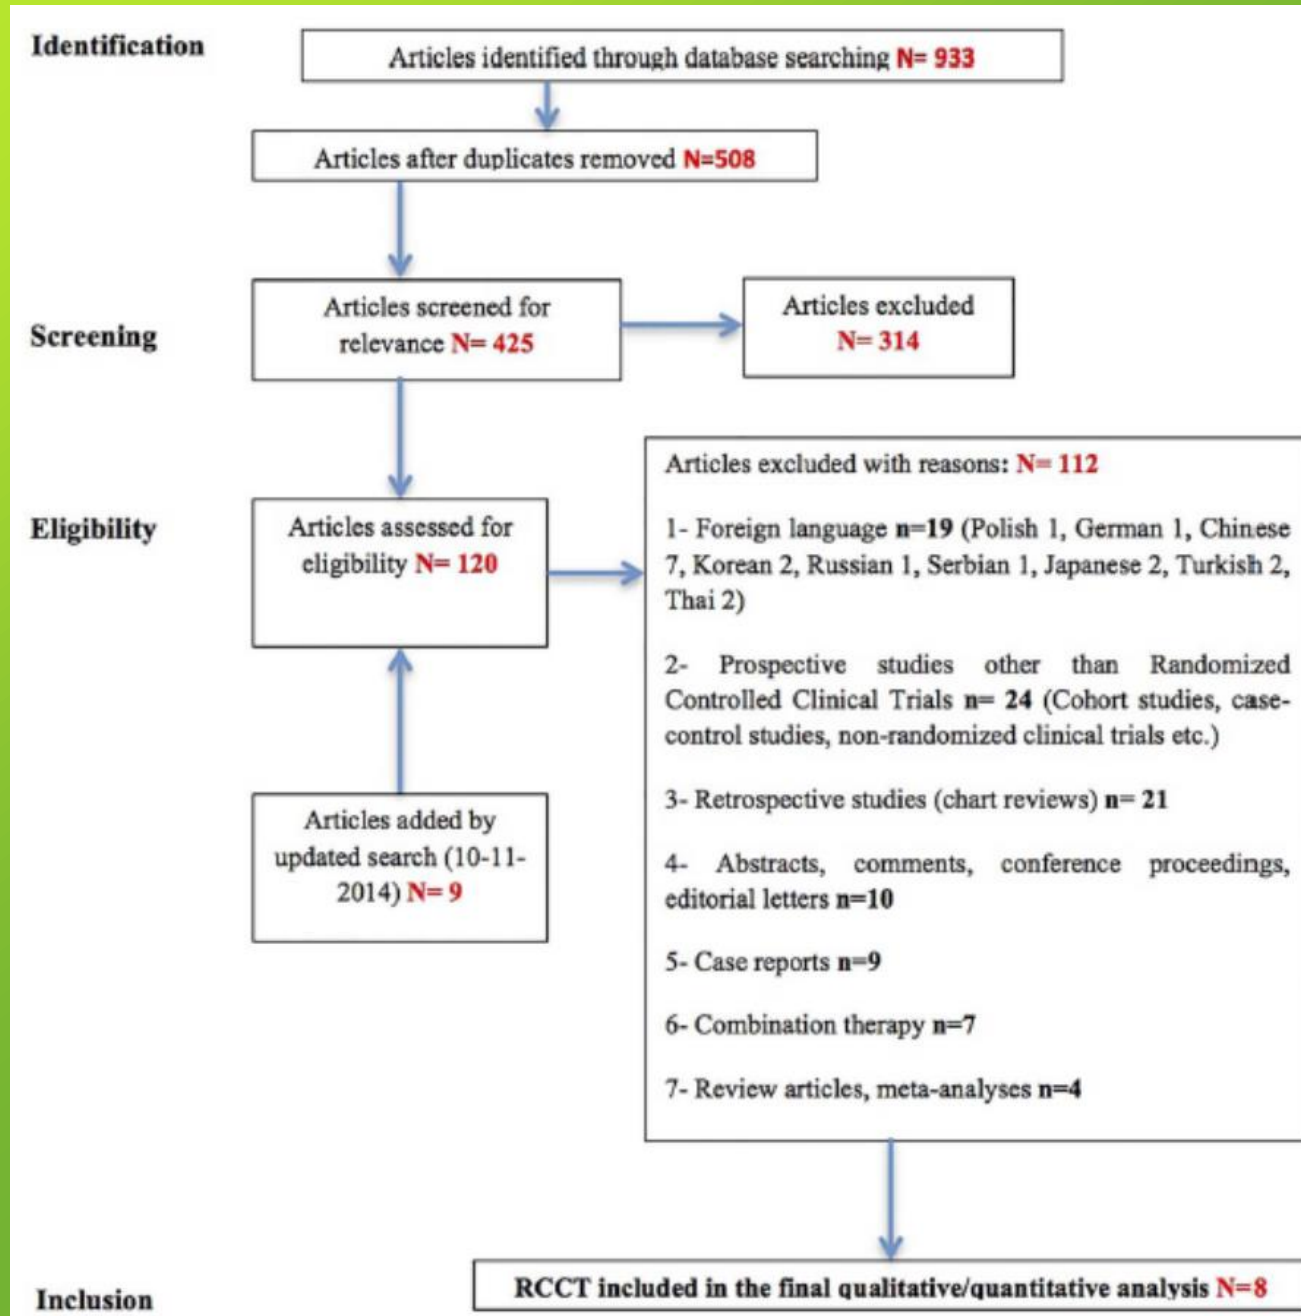 Identification
Articles identified through database searching N= 933
Articles after duplicates removed N=508
Screening
Articles screened for
relevance N= 425
Articles excluded
N= 314
Eligibility
Articles assessed for
eligibility N= 120
Articles added by
updated search (10-11-
2014) N= 9
Articles excluded with reasons: N= 112
1- Foreign language n=19 (Polish 1, German 1, Chinese
7, Korean 2, Russian 1, Serbian 1, Japanese 2, Turkish 2,
Thai 2)
2- Prospective studies other than Randomized
Controlled Clinical Trials n= 24 (Cohort studies, case-
control studies, non-randomized clinical trials etc.)
3- Retrospective studies (chart reviews) n= 21
4- Abstracts, comments, conference proceedings,
editorial letters n=10
5- Case reports n=9
6- Combination therapy n=7
7- Review articles, meta-analyses n=4
Inclusion
RCCT included in the final qualitative/quantitative analysis N=8